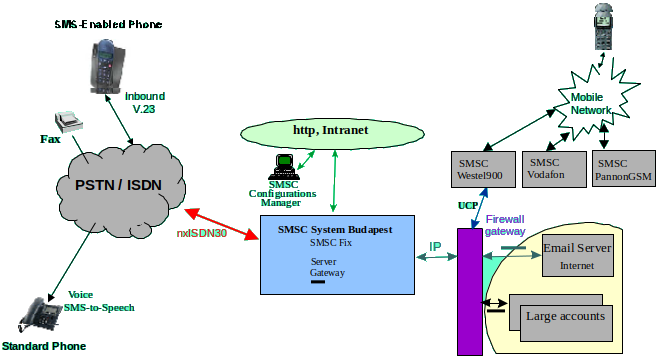 SMS-Enabled Phone
Inbound
V.23
Fax
PSTN / ISDN
Voice
SMS-to-Speech
Standard Phone
nxISDN30
http, Intranet
SMSC
Configurations
Manager
SMSC System Budapest
SMSC Fix
Server
Gateway
IP
Mobile
Network
SMSC
Westel900
SMSC
Vodafon
SMSC
PannonGSM
UCP
Firewall
gateway
Email Server
Internet
Large accounts